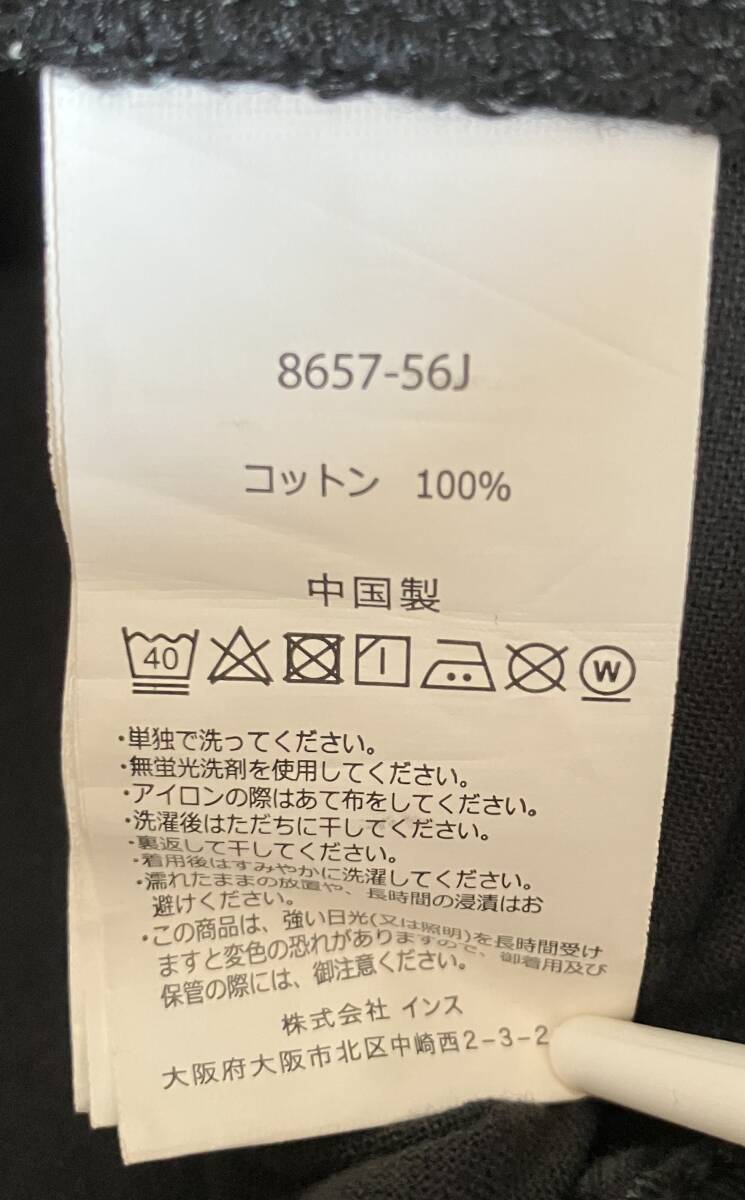 8657-56J
コットン 100%
中国製
40
W
・単独で洗ってください。
・無蛍光洗剤を使用してください。
・アイロンの際はあて布をしてください。
・洗濯後はただちに干してください。
・裏返して干してください。
・着用後はすみやかに洗濯してください。
・濡れたままの放置や、長時間の浸漬はお
避けください。
・この商品は、強い日光(又は照明)を長時間受け
ますと変色の恐れがありますので、御着用及び
保管の際には、御注意ください。
株式会社 インス
大阪府大阪市北区中崎西2-3-2